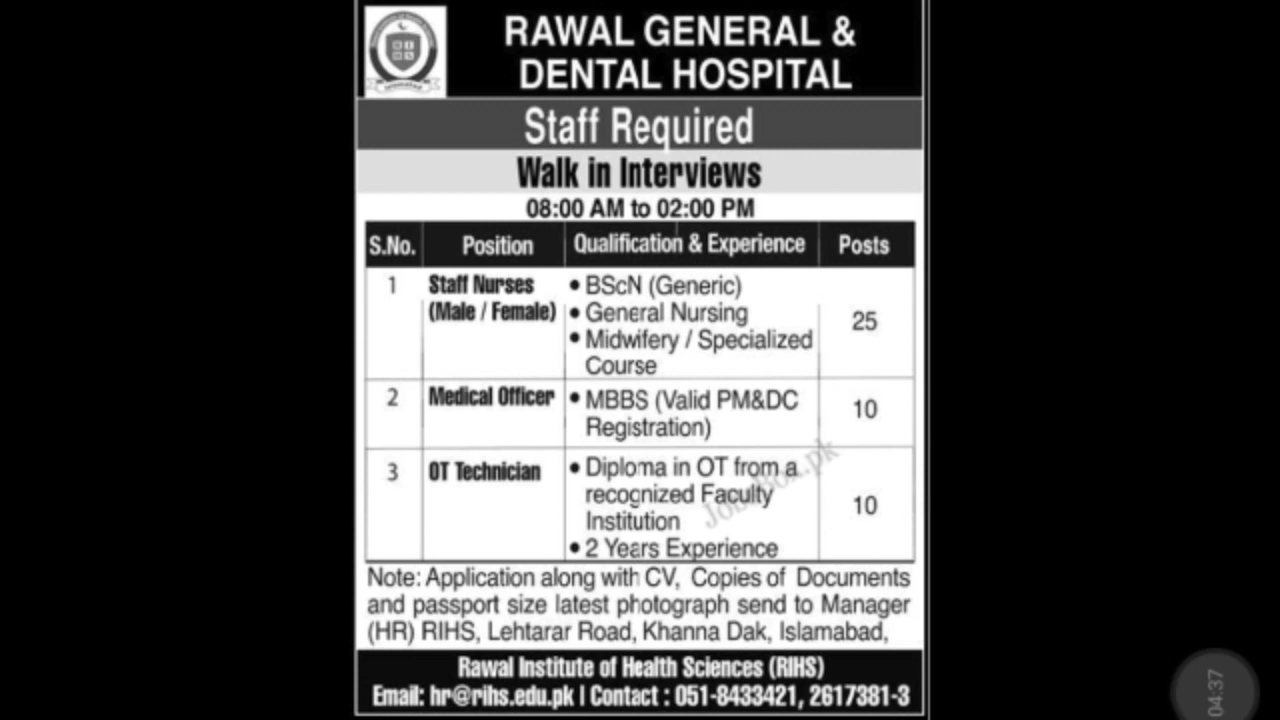 Islamabad
RAWAL GENERAL &
DENTAL HOSPITAL
Staff Required
Walk in Interviews
08:00 AM to 02:00 PM
S.No. Position Qualification & Experience Posts
1 Staff Nurses • BScN (Generic)
(Male / Female) • General Nursing 25
• Midwifery / Specialized
Course
2 Medical Officer • MBBS (Valid PM&DC 10
Registration)
3 OT Technician • Diploma in OT from a
recognized Faculty 10
Institution
• 2 Years Experience
JobsBox.pk
Note: Application along with CV, Copies of Documents
and passport size latest photograph send to Manager
(HR) RIHS, Lehtarar Road, Khanna Dak, Islamabad,
Rawal Institute of Health Sciences (RIHS)
Email: hr@rihs.edu.pk | Contact : 051-8433421, 2617381-3
04:37